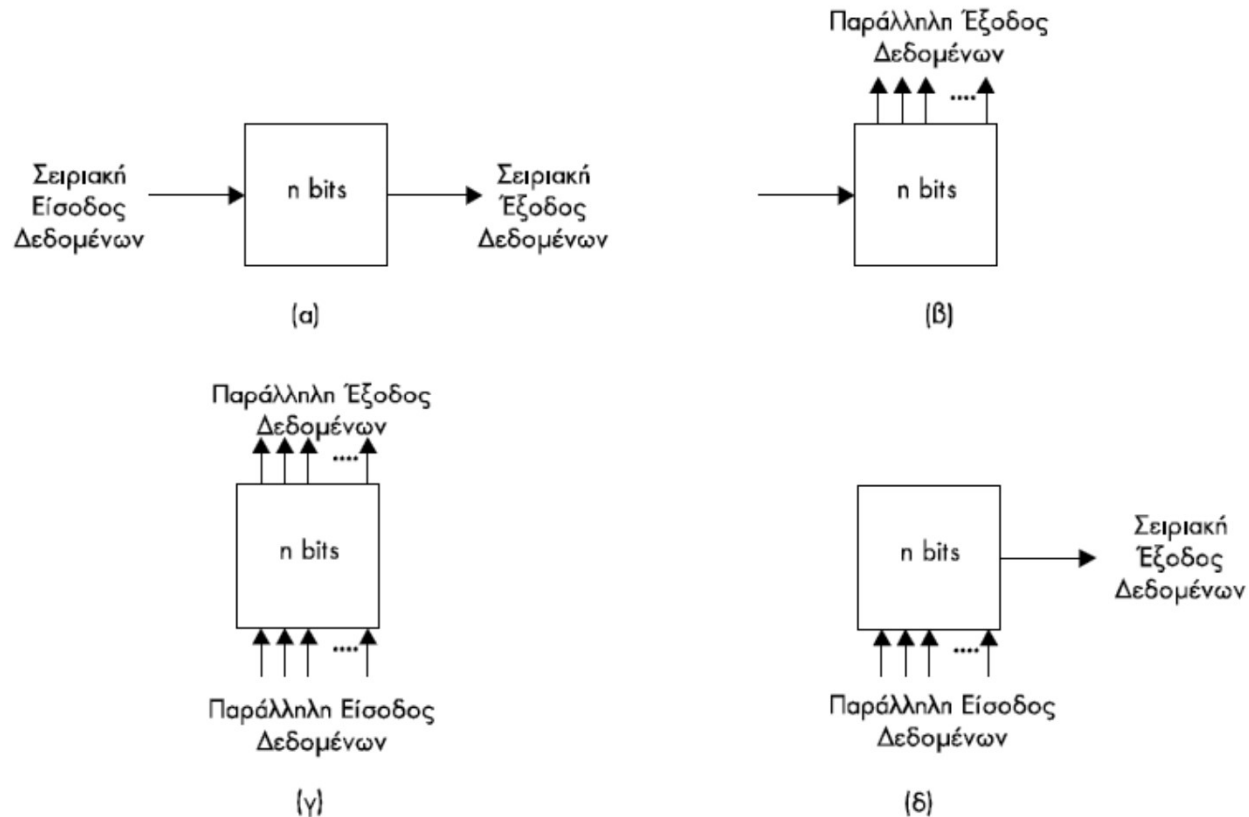 Σειριακή
Είσοδος
Δεδομένων
n bits
Σειριακή
Έξοδος
Δεδομένων
(α)
Παράλληλη Έξοδος
Δεδομένων
....
n bits
(β)
Παράλληλη Έξοδος
Δεδομένων
....
n bits
....
Παράλληλη Είσοδος
Δεδομένων
(γ)
n bits
Σειριακή
Έξοδος
Δεδομένων
....
Παράλληλη Είσοδος
Δεδομένων
(δ)